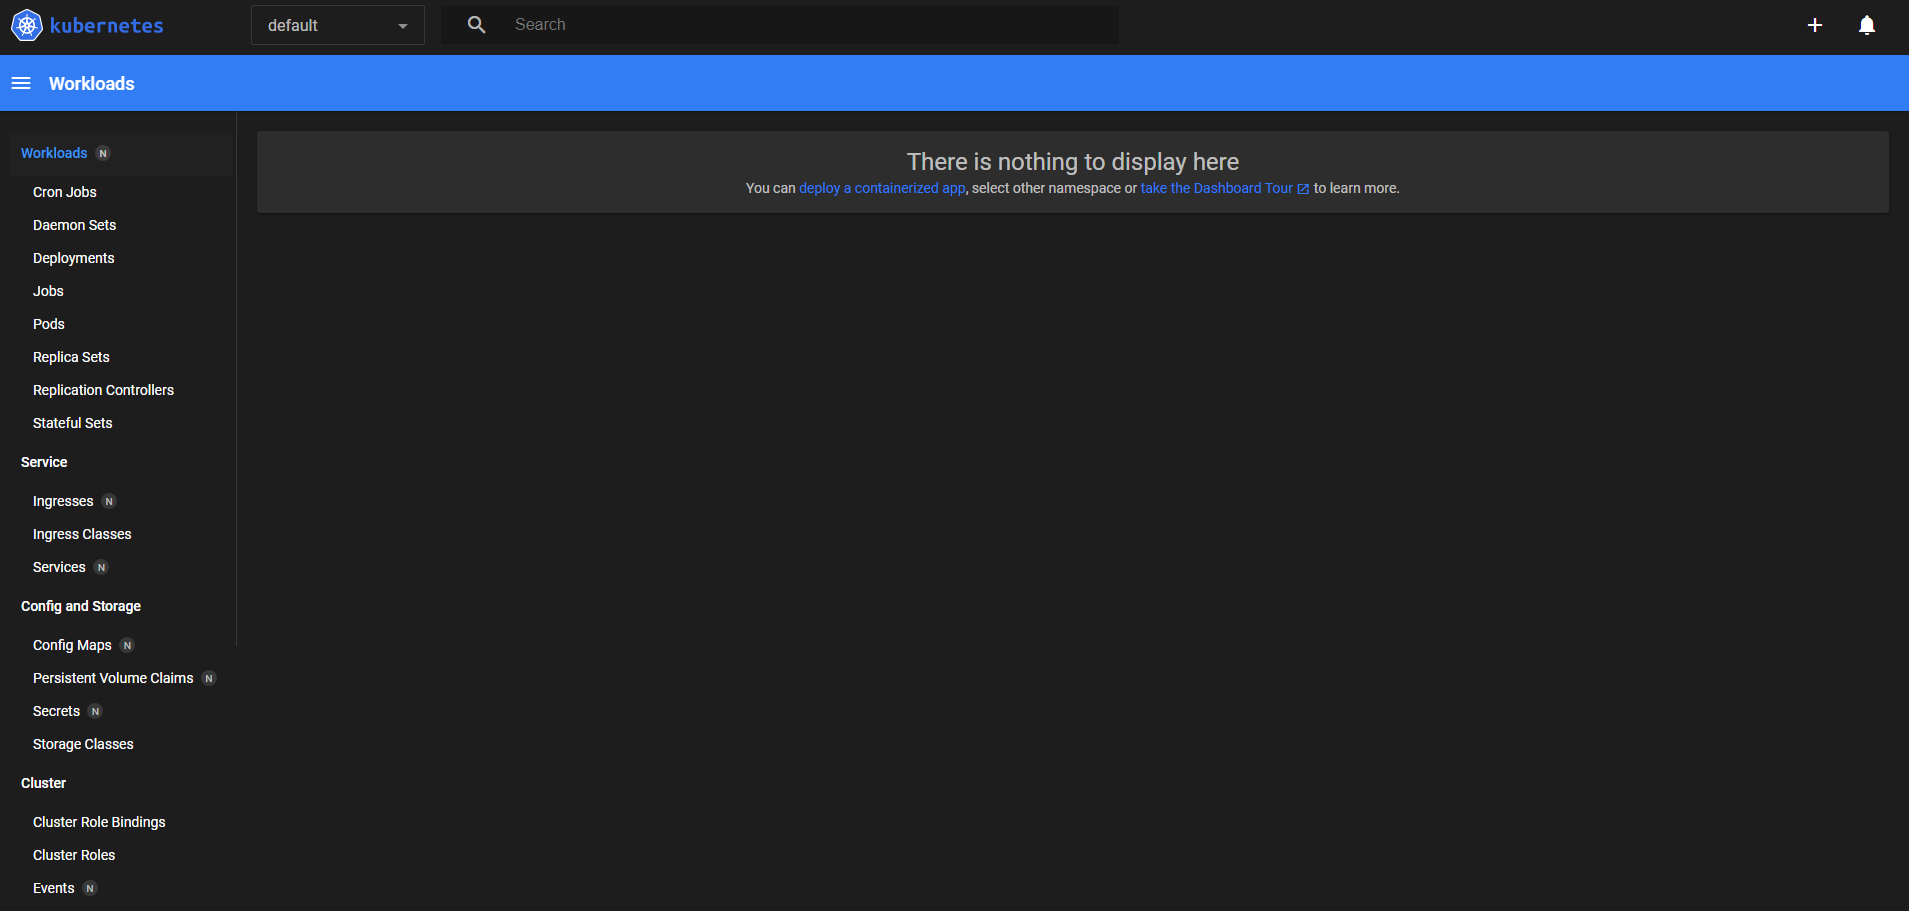 kubernetes
default
Search
Workloads
Workloads N
Cron Jobs
Daemon Sets
Deployments
Jobs
Pods
Replica Sets
Replication Controllers
Stateful Sets
Service
Ingresses N
Ingress Classes
Services N
Config and Storage
Config Maps N
Persistent Volume Claims N
Secrets N
Storage Classes
Cluster
Cluster Role Bindings
Cluster Roles
Events N
There is nothing to display here
You can deploy a containerized app, select other namespace or take the Dashboard Tour to learn more.